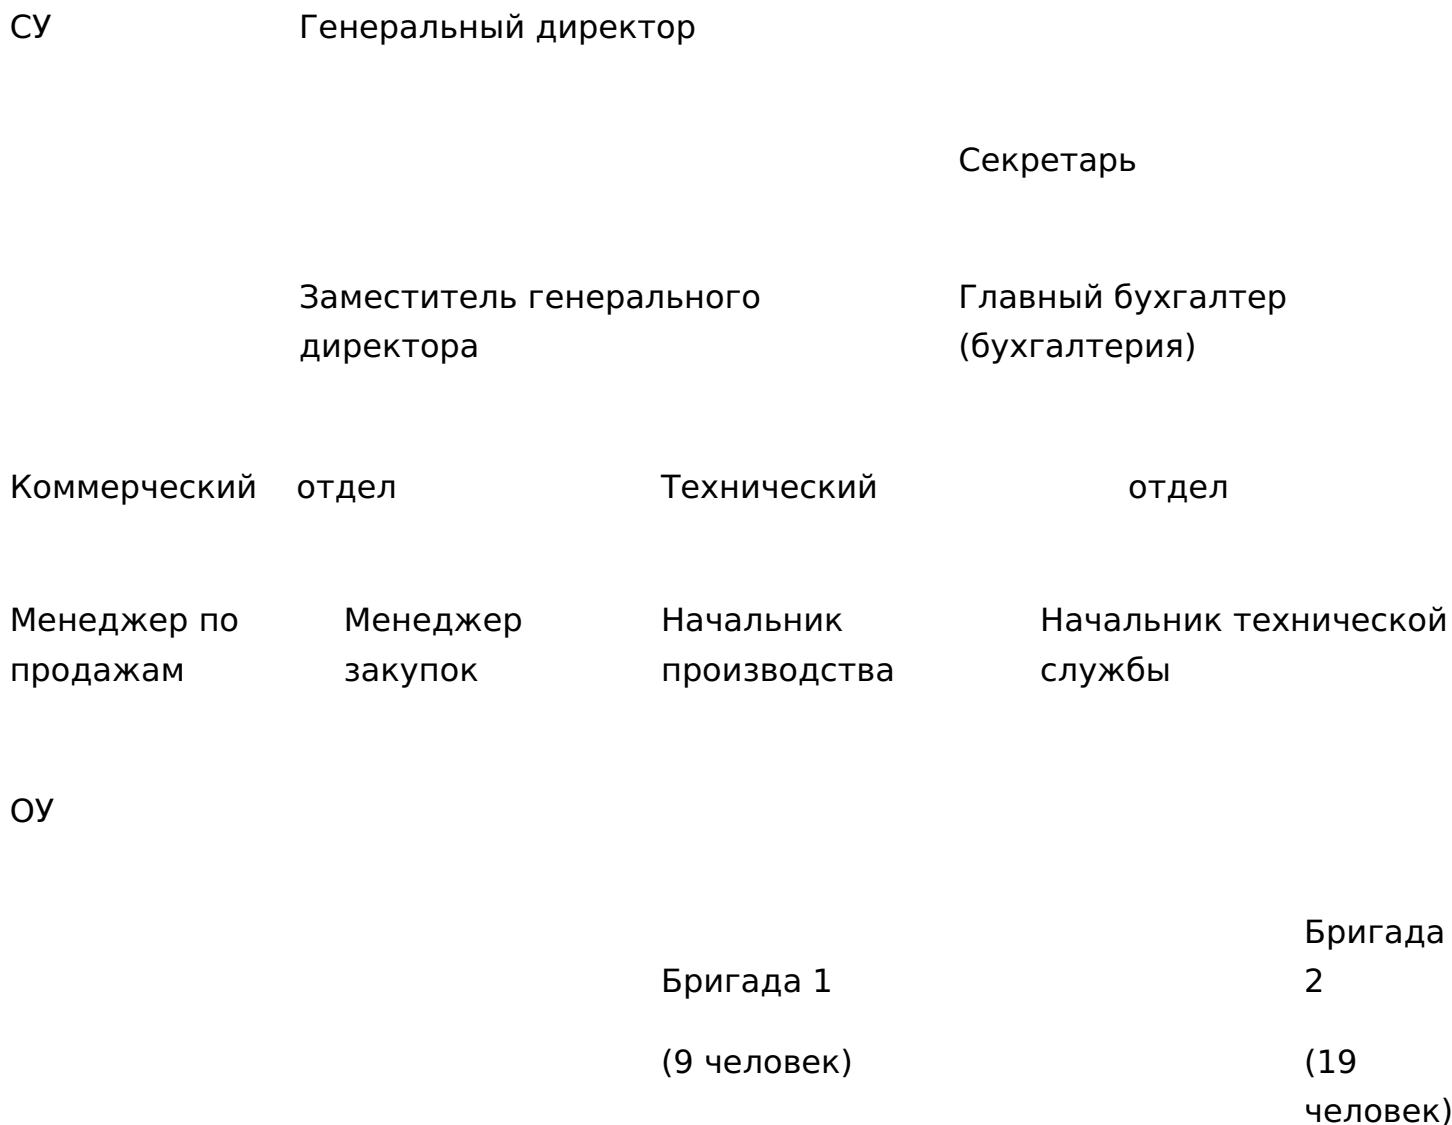 СУ Генеральный директор
Секретарь
Заместитель генерального Главный бухгалтер
директора (бухгалтерия)
Коммерческий отдел Технический отдел
Менеджер по Менеджер Начальник Начальник технической
продажам закупок производства службы
ОУ
Бригада
Бригада 1 2
(9 человек) (19
человек)